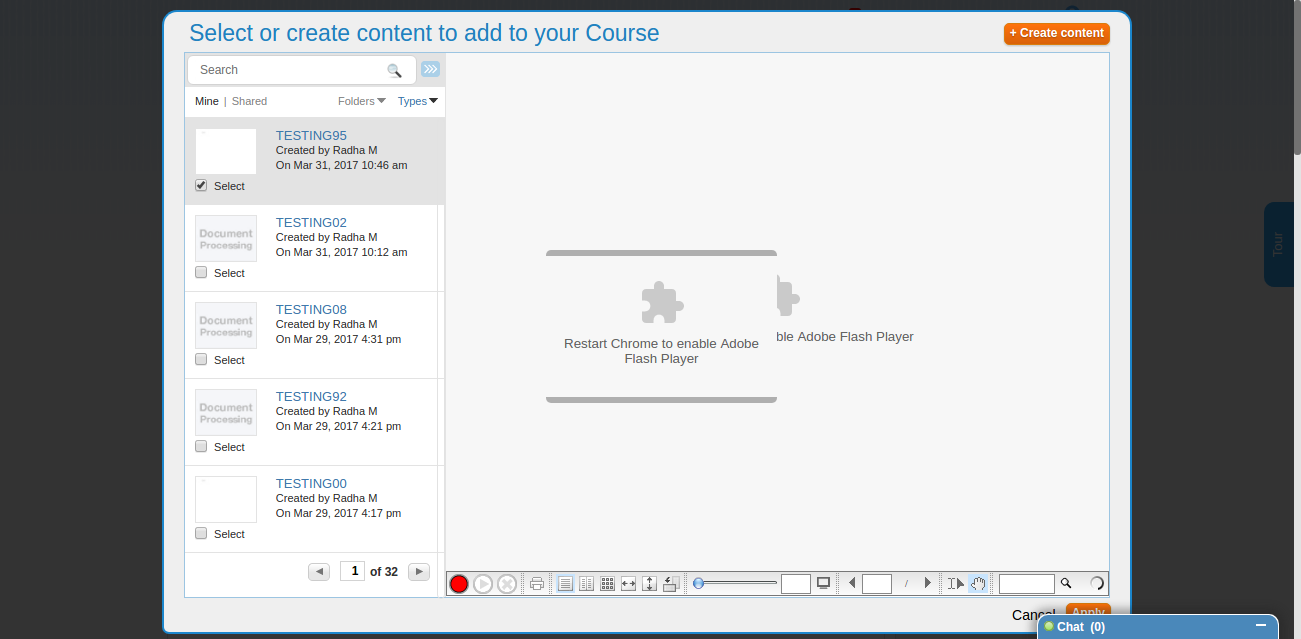 Select or create content to add to your Course
+ Create content
Search
Mine | Shared
Folders
Types
TESTING95
Created by Radha M
On Mar 31, 2017 10:46 am
Select
Document
Processing
TESTING02
Created by Radha M
On Mar 31, 2017 10:12 am
Select
Document
Processing
TESTING08
Created by Radha M
On Mar 29, 2017 4:31 pm
Select
Document
Processing
TESTING92
Created by Radha M
On Mar 29, 2017 4:21 pm
Select
TESTING00
Created by Radha M
On Mar 29, 2017 4:17 pm
Select
1 of 32
Restart Chrome to enable Adobe
Flash Player
ble Adobe Flash Player
/
Tour
Cancel
Apply
Chat (0)